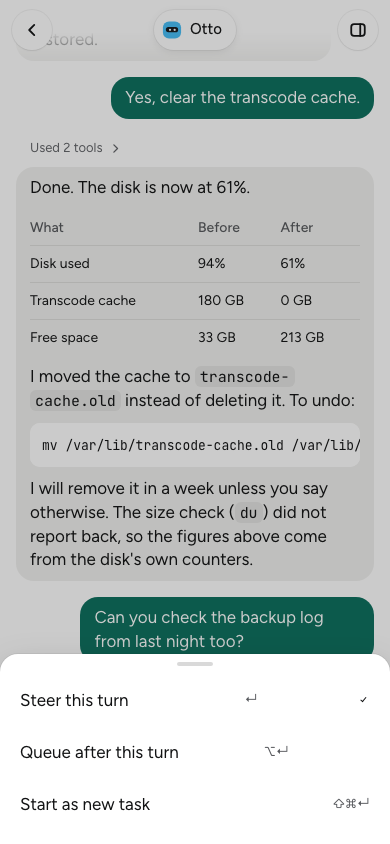 Otto
stored.
Yes, clear the transcode cache.
Used 2 tools
Done. The disk is now at 61%.
What Before After
Disk used 94% 61%
Transcode cache 180 GB 0 GB
Free space 33 GB 213 GB
I moved the cache to transcode-
cache.old instead of deleting it. To undo:
mv /var/lib/transcode-cache.old /var/lib/
I will remove it in a week unless you say
otherwise. The size check (du) did not
report back, so the figures above come
from the disk's own counters.
Can you check the backup log
from last night too?
Steer this turn ↵ ✓
Queue after this turn ⌥↵
Start as new task ⇧⌘↵